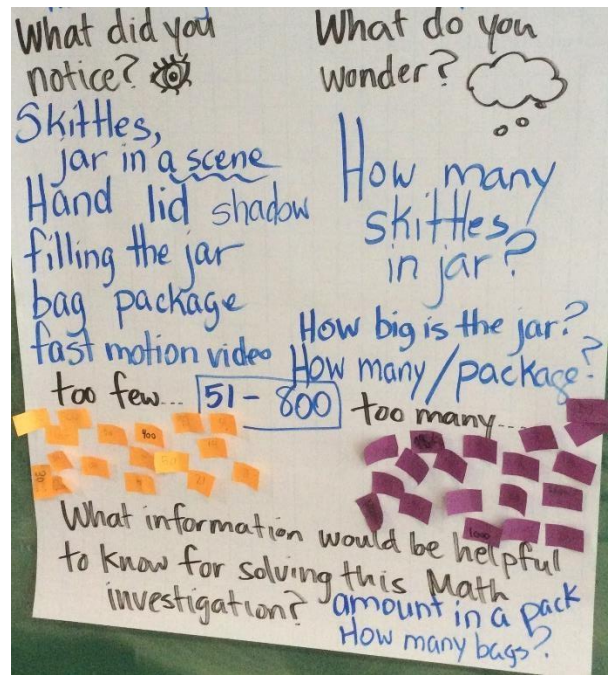 What did you
notice?
Skittles,
jar in a scene
Hand lid shadow
filling the jar
bag package
fast motion video
What do you
wonder?
How many
skittles
in jar?
How big is the jar?
How many/package?
too few... 51 - 800 too many...
400
1000
What information would be helpful
to know for solving this Math
investigation?
amount in a pack
How many bags?